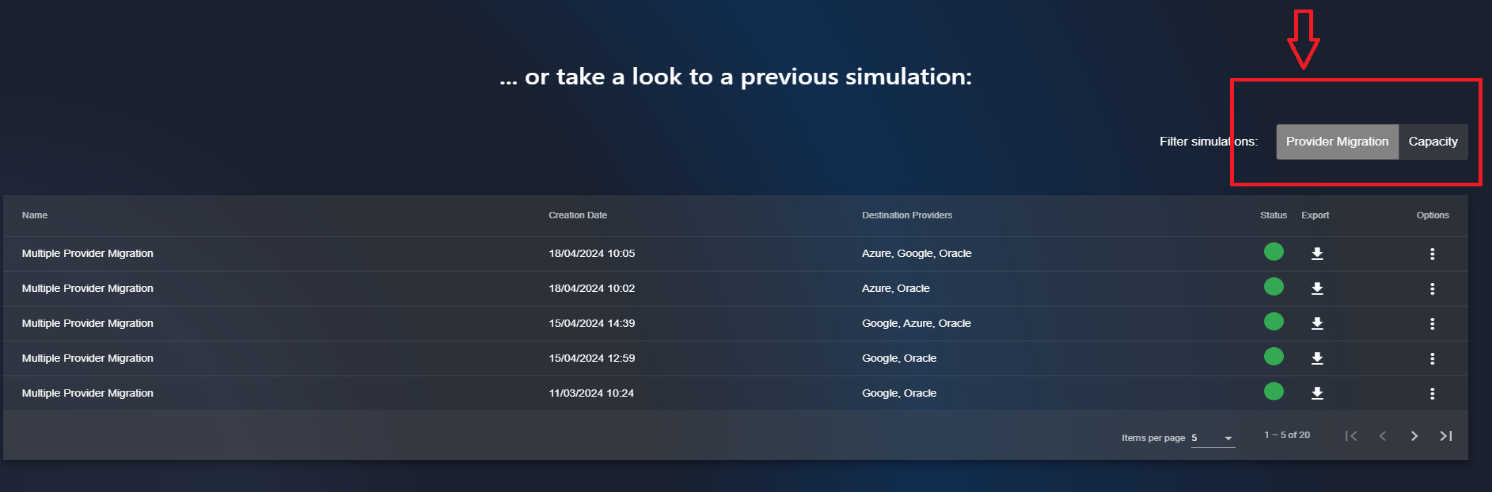 ... or take a look to a previous simulation:
Filter simulations: Provider Migration Capacity
Name Creation Date Destination Providers Status Export Options
Multiple Provider Migration 18/04/2024 10:05 Azure, Google, Oracle
Multiple Provider Migration 18/04/2024 10:02 Azure, Oracle
Multiple Provider Migration 15/04/2024 14:39 Google, Azure, Oracle
Multiple Provider Migration 15/04/2024 12:59 Google, Oracle
Multiple Provider Migration 11/03/2024 10:24 Google, Oracle
Items per page 5 1 – 5 of 20